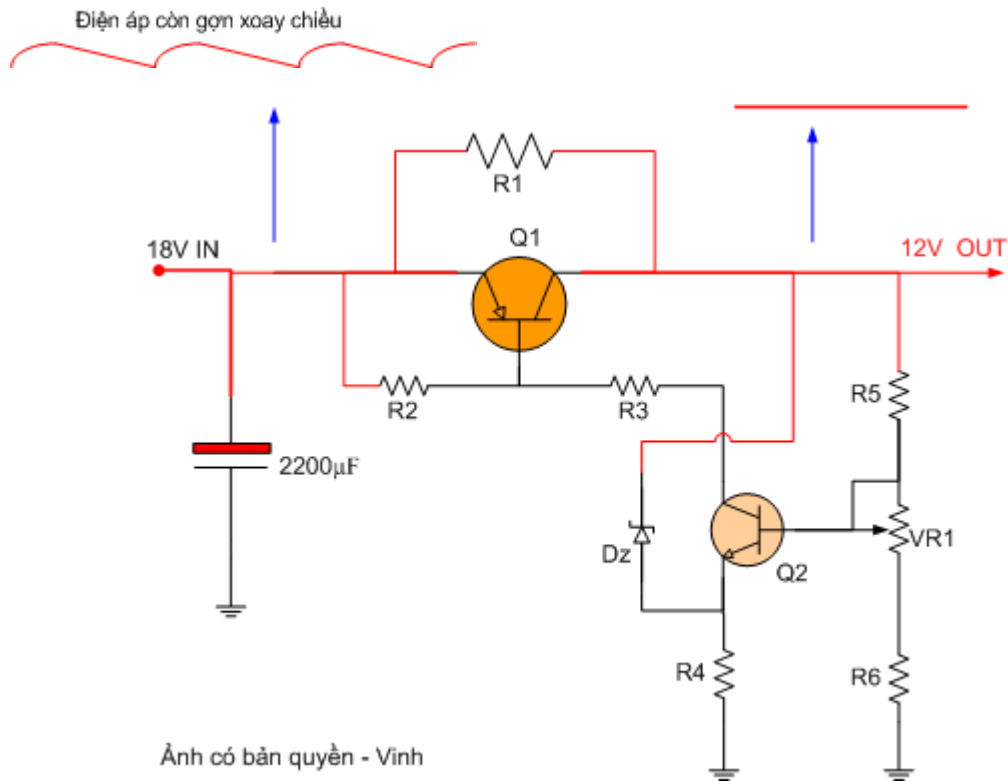 Điện áp còn gợn xoay chiều
R1
Q1
18V IN
12V OUT
R2
R3
R5
2200µF
Dz
Q2
VR1
R4
R6
Ảnh có bản quyền - Vinh